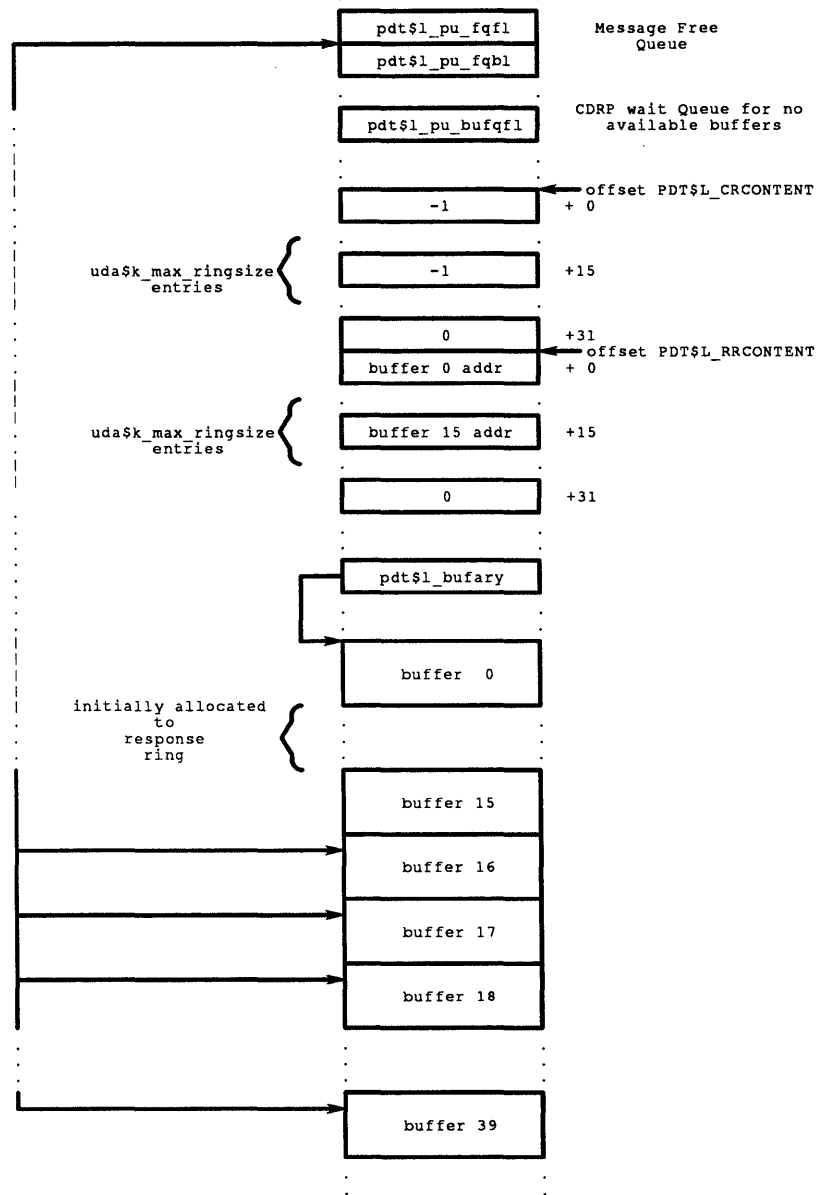 pdt$l_pu_fqfl
Message Free
Queue
pdt$l_pu_fqbl
CDRP wait Queue for no
available buffers
pdt$l_pu_bufqfl
offset PDT$L_CRCONTENT
-1
+ 0
uda$k_max_ringsize
entries
-1
+15
0
+31
offset PDT$L_RRCONTENT
buffer 0 addr
+ 0
uda$k_max_ringsize
entries
buffer 15 addr
+15
0
+31
pdt$l_bufary
buffer 0
initially allocated
to
response
ring
buffer 15
buffer 16
buffer 17
buffer 18
buffer 39